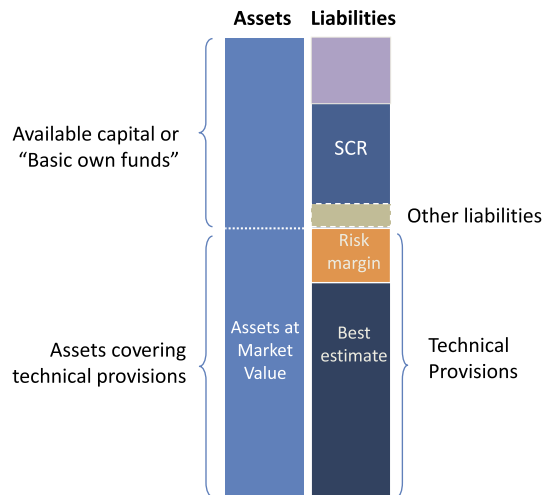 Assets
Liabilities
Available capital or
“Basic own funds”
SCR
Other liabilities
Risk
margin
Assets covering
technical provisions
Assets at
Market
Value
Best
estimate
Technical
Provisions